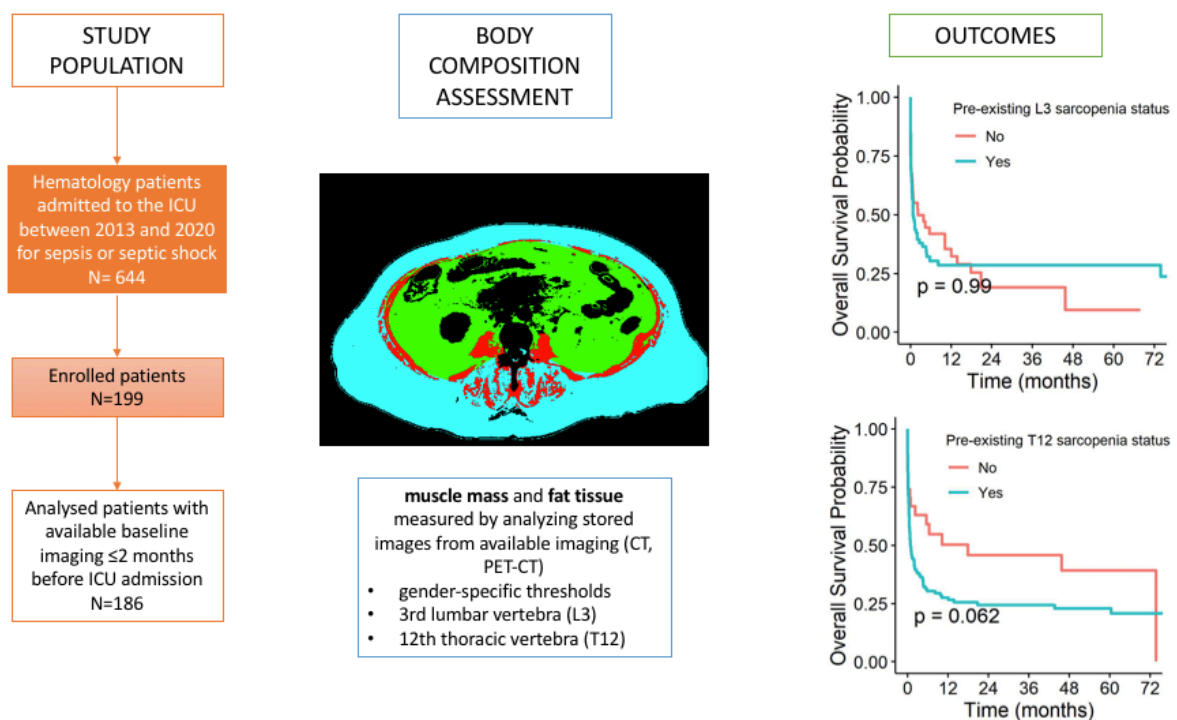 STUDY
POPULATION
Hematology patients
admitted to the ICU
between 2013 and 2020
for sepsis or septic shock
N= 644
Enrolled patients
N=199
Analysed patients with
available baseline
imaging ≤2 months
before ICU admission
N=186
BODY
COMPOSITION
ASSESSMENT
muscle mass and fat tissue
measured by analyzing stored
images from available imaging (CT,
PET-CT)
• gender-specific thresholds
• 3rd lumbar vertebra (L3)
• 12th thoracic vertebra (T12)
OUTCOMES
Overall Survival Probability
1.00
0.75
0.50
0.25
0.00
Pre-existing L3 sarcopenia status
No
Yes
p = 0.99
0 12 24 36 48 60 72
Time (months)
Overall Survival Probability
1.00
0.75
0.50
0.25
0.00
Pre-existing T12 sarcopenia status
No
Yes
p = 0.062
0 12 24 36 48 60 72
Time (months)